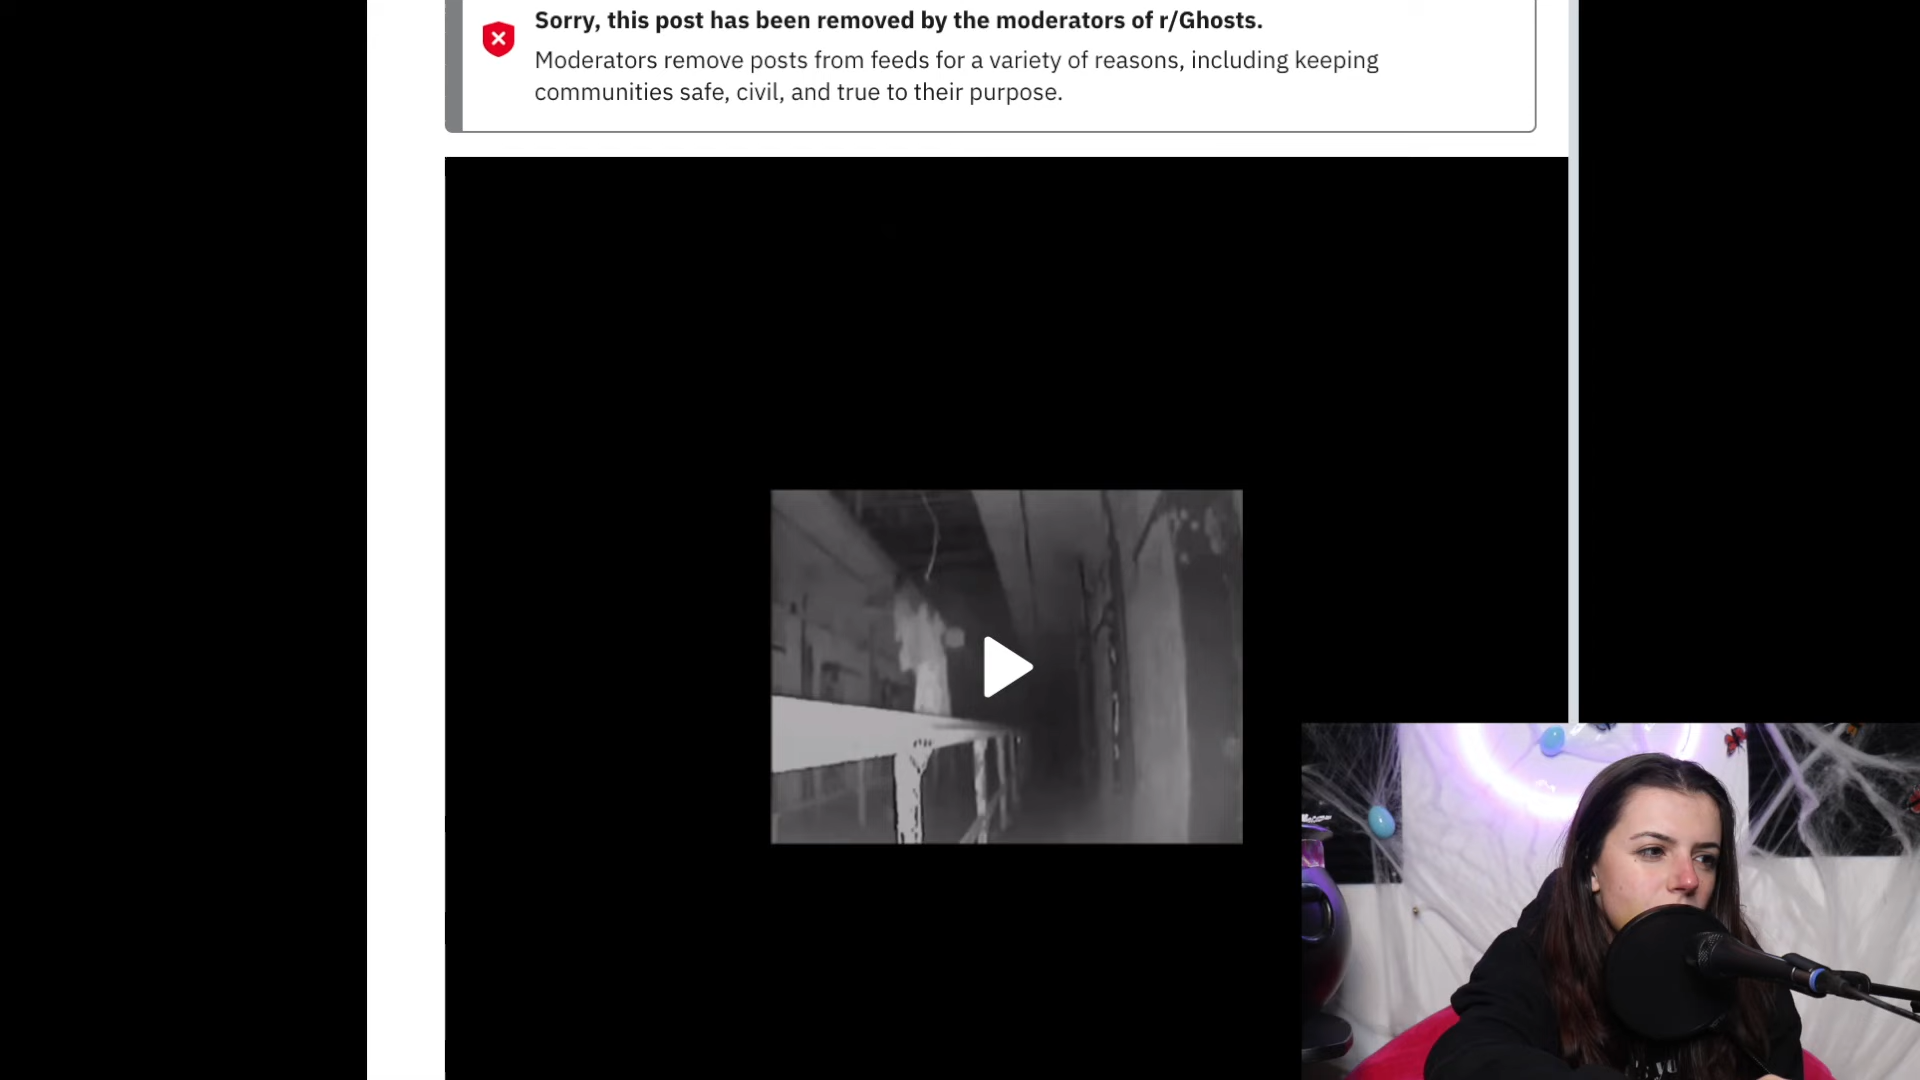 Sorry, this post has been removed by the moderators of r/Ghosts.
Moderators remove posts from feeds for a variety of reasons, including keeping
communities safe, civil, and true to their purpose.